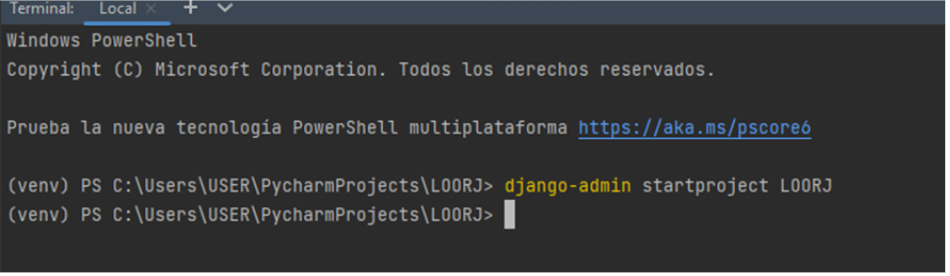 Terminal: Local × + ⌄
Windows PowerShell
Copyright (C) Microsoft Corporation. Todos los derechos reservados.
Prueba la nueva tecnología PowerShell multiplataforma https://aka.ms/pscore6
(venv) PS C:\Users\USER\PycharmProjects\LOORJ> django-admin startproject LOORJ
(venv) PS C:\Users\USER\PycharmProjects\LOORJ>